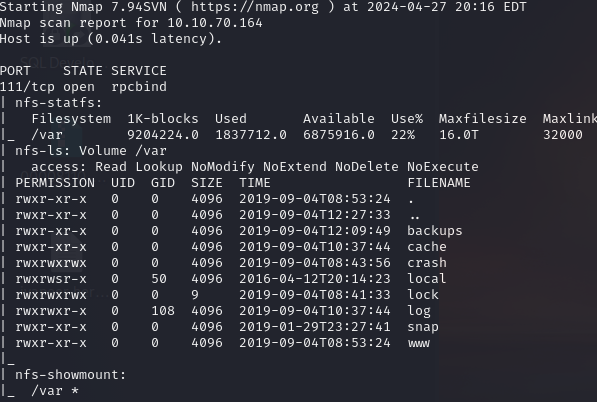 Starting Nmap 7.94SVN ( https://nmap.org ) at 2024-04-27 20:16 EDT
Nmap scan report for 10.10.70.164
Host is up (0.041s latency).

PORT    STATE SERVICE
111/tcp open  rpcbind
| nfs-statfs:
|   Filesystem  1K-blocks  Used       Available  Use%  Maxfilesize  Maxlink
|_  /var        9204224.0  1837712.0  6875916.0  22%   16.0T        32000
| nfs-ls: Volume /var
|   access: Read Lookup NoModify NoExtend NoDelete NoExecute
| PERMISSION  UID  GID  SIZE  TIME                 FILENAME
| rwxr-xr-x   0    0    4096  2019-09-04T08:53:24  .
| rwxr-xr-x   0    0    4096  2019-09-04T12:27:33  ..
| rwxr-xr-x   0    0    4096  2019-09-04T12:09:49  backups
| rwxr-xr-x   0    0    4096  2019-09-04T10:37:44  cache
| rwxrwxrwx   0    0    4096  2019-09-04T08:43:56  crash
| rwxrwsr-x   0    50   4096  2016-04-12T20:14:23  local
| rwxrwxrwx   0    0    9     2019-09-04T08:41:33  lock
| rwxrwxr-x   0    108  4096  2019-09-04T10:37:44  log
| rwxr-xr-x   0    0    4096  2019-01-29T23:27:41  snap
| rwxr-xr-x   0    0    4096  2019-09-04T08:53:24  www
|_
| nfs-showmount:
|_  /var *